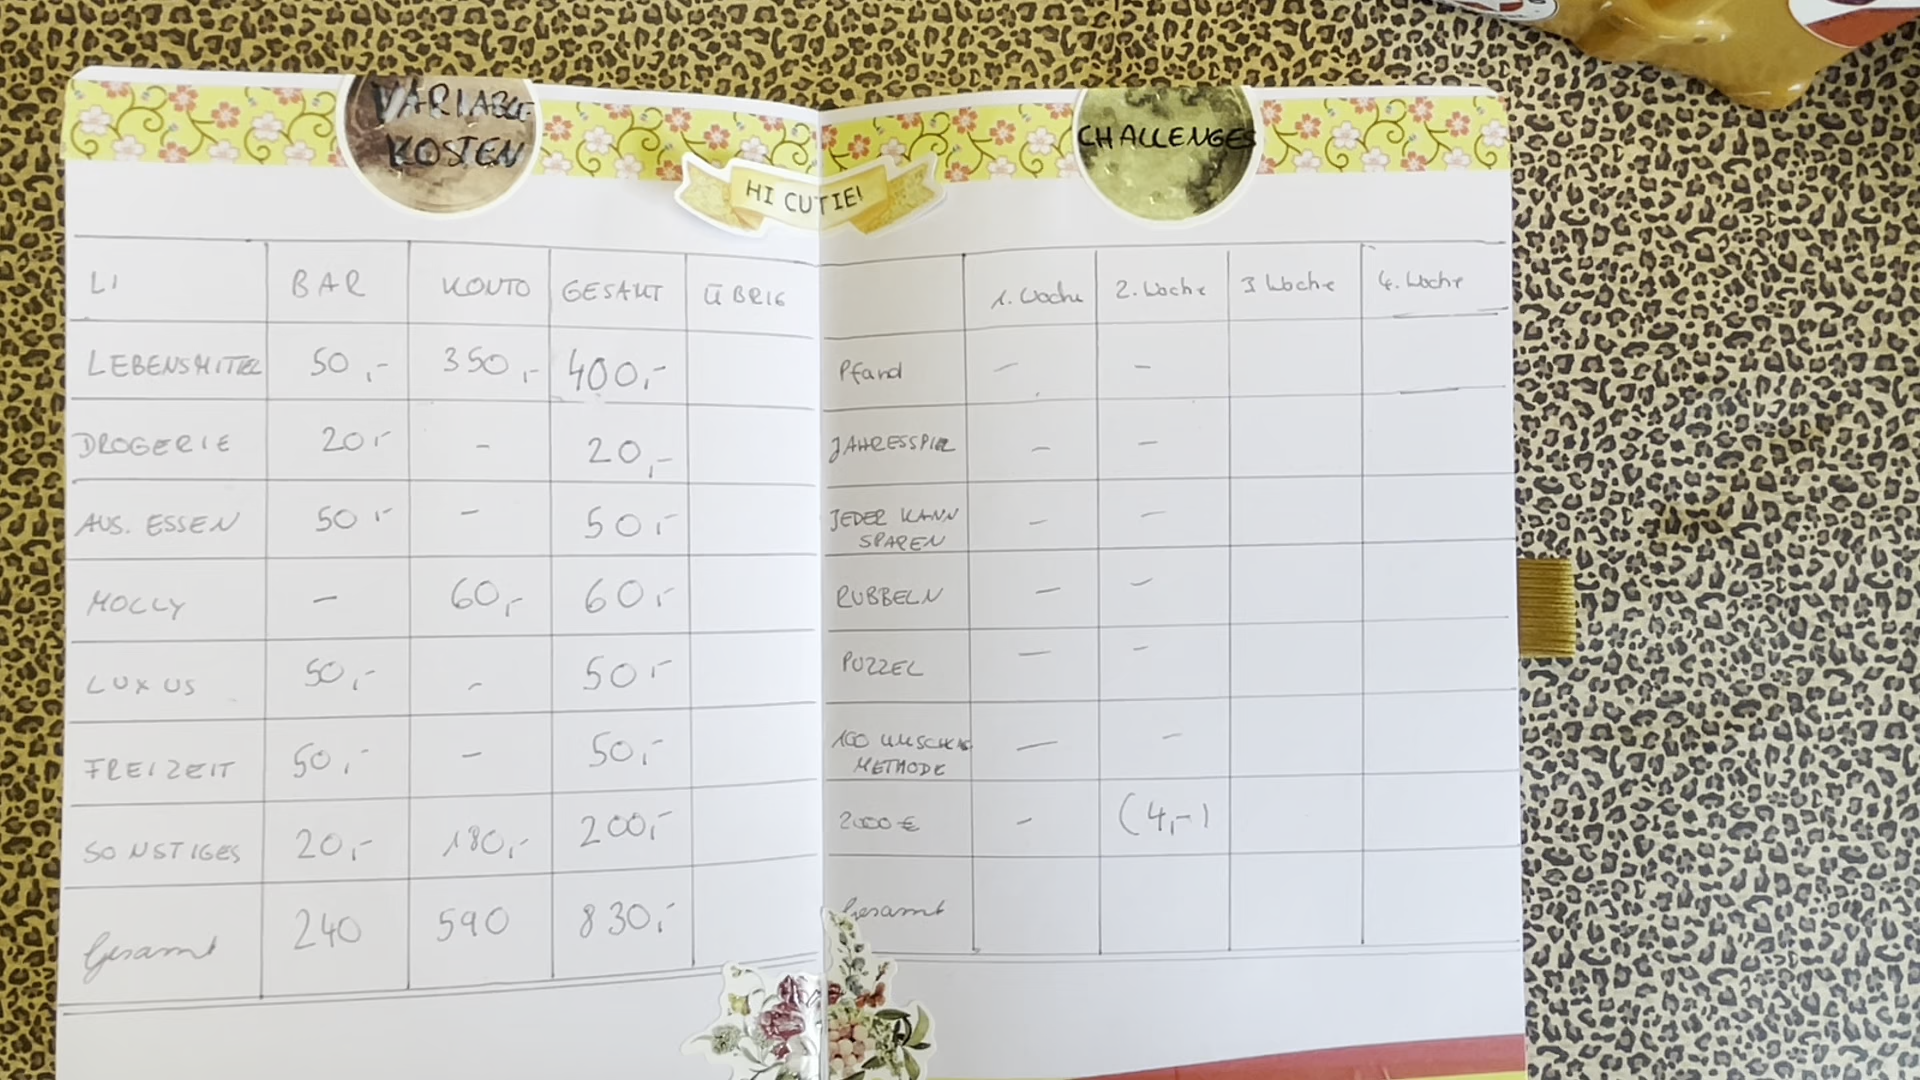 VARIABLE
KOSTEN
HI CUTIE!
CHALLENGES
LI BAR KONTO GESAMT ÜBRIG
LEBENSMITTEL 50,- 350,- 400,-
DROGERIE 20,- - 20,-
AUS. ESSEN 50,- - 50,-
MOLLY - 60,- 60,-
LUXUS 50,- - 50,-
FREIZEIT 50,- - 50,-
SONSTIGES 20,- 180,- 200,-
Gesamt 240 590 830,-
1. Woche 2. Woche 3 Woche 4. Woche
Pfand - -
JAHRESSPIEL - -
JEDER KANN
SPAREN - -
RUBBELN - -
PUZZEL - -
100 UMSCHLAG
METHODE - -
2000€ - (4,-)
Gesamt